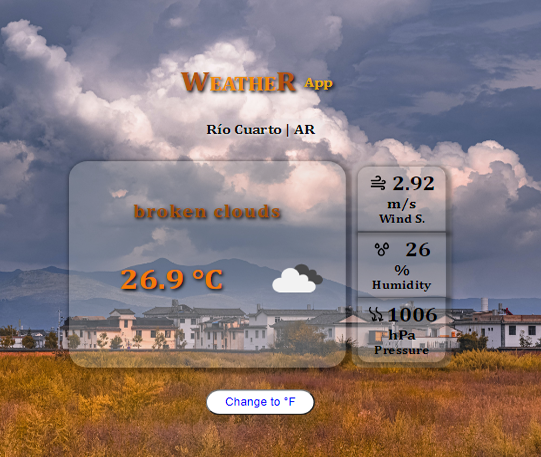 WEATHER App
Río Cuarto | AR
broken clouds
26.9 °C
2.92
m/s
Wind S.
26
%
Humidity
1006
hPa
Pressure
Change to °F